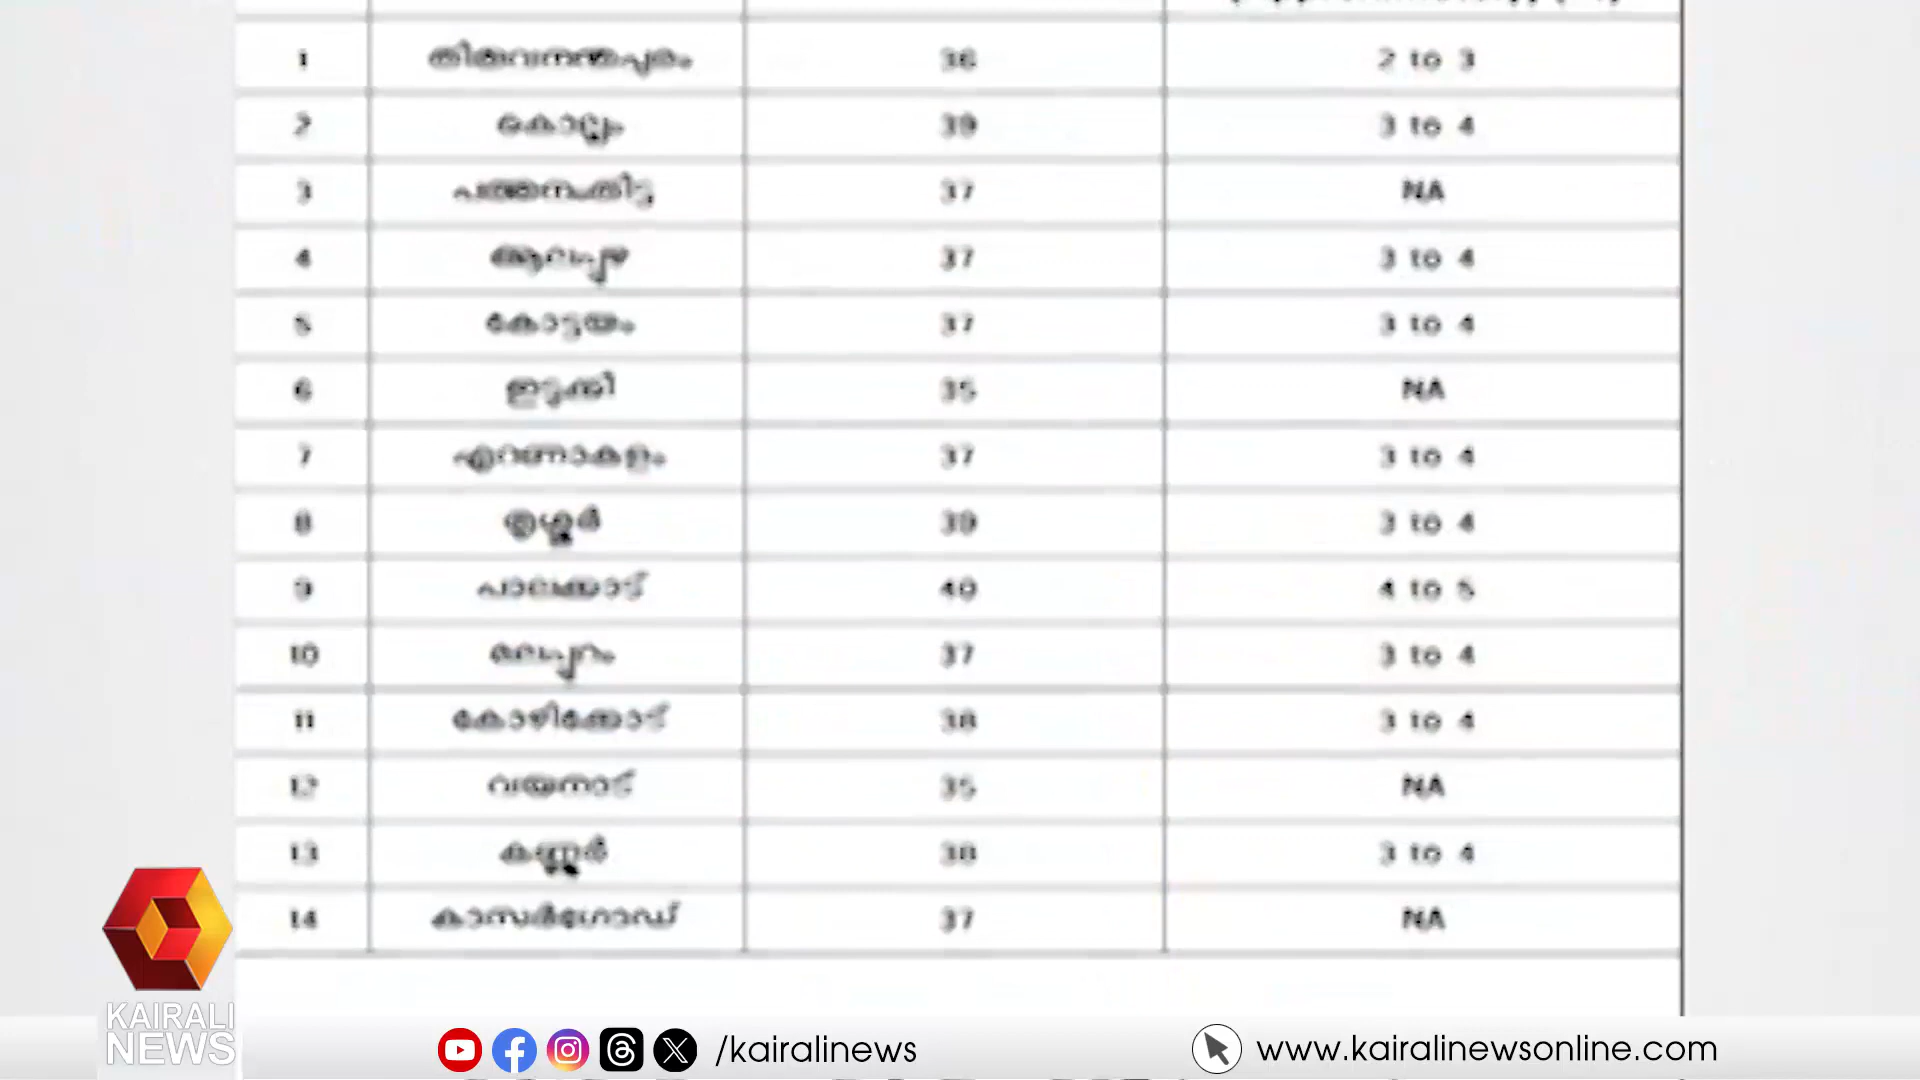 1 തിരുവനന്തപുരം 36 2 to 3
2 കൊല്ലം 39 3 to 4
3 പത്തനംതിട്ട 37 NA
4 ആലപ്പുഴ 37 3 to 4
5 കോട്ടയം 37 3 to 4
6 ഇടുക്കി 35 NA
7 എറണാകുളം 37 3 to 4
8 തൃശ്ശൂർ 39 3 to 4
9 പാലക്കാട് 40 4 to 5
10 മലപ്പുറം 37 3 to 4
11 കോഴിക്കോട് 38 3 to 4
12 വയനാട് 35 NA
13 കണ്ണൂർ 38 3 to 4
14 കാസർഗോഡ് 37 NA
KAIRALI
NEWS
/kairalinews
www.kairalinewsonline.com